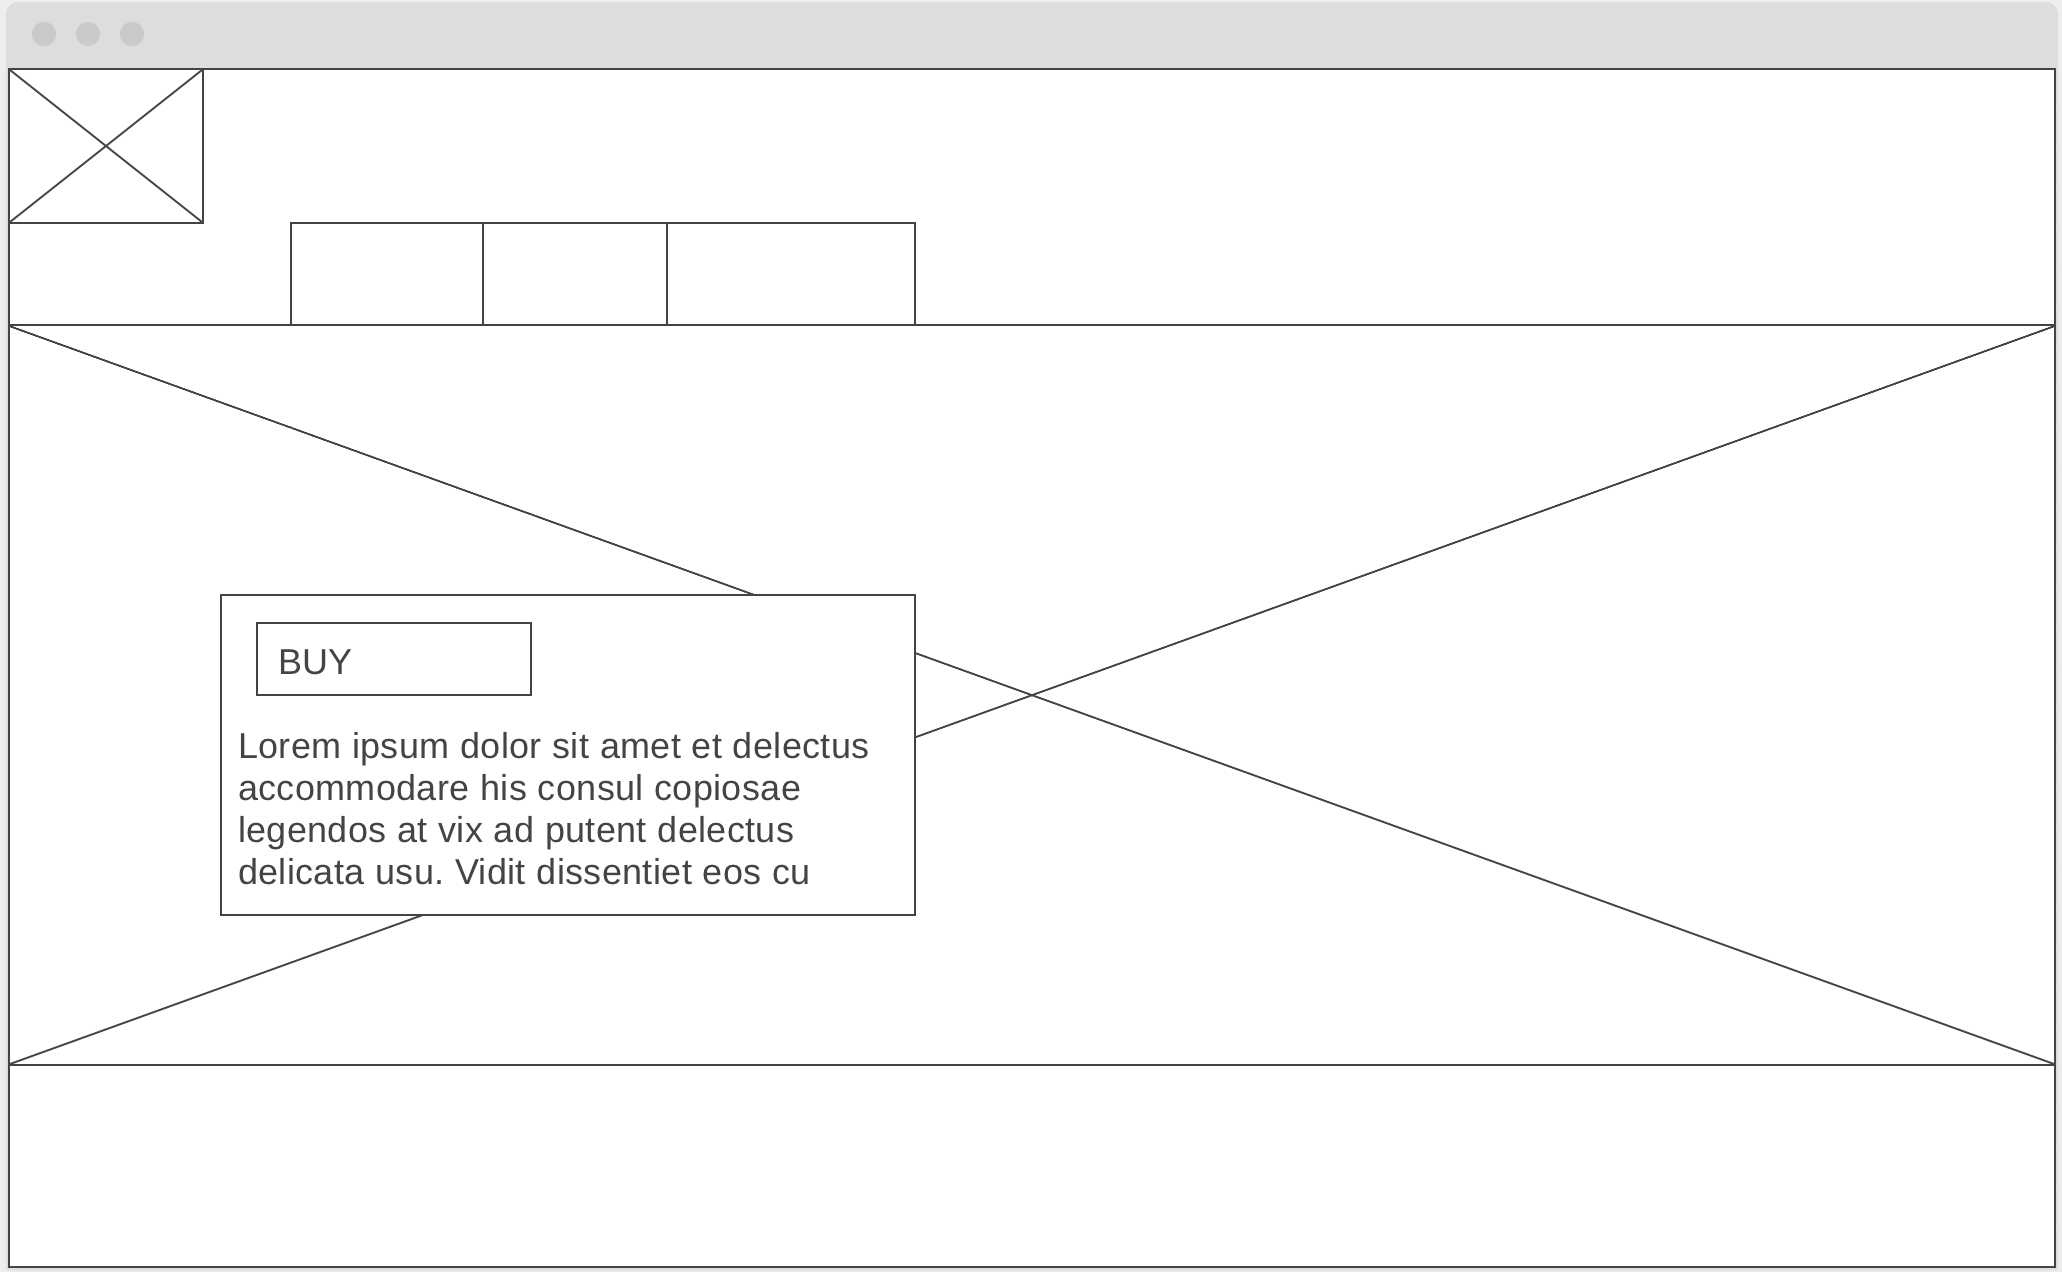 BUY
Lorem ipsum dolor sit amet et delectus
accommodare his consul copiosae
legendos at vix ad putent delectus
delicata usu. Vidit dissentiet eos cu